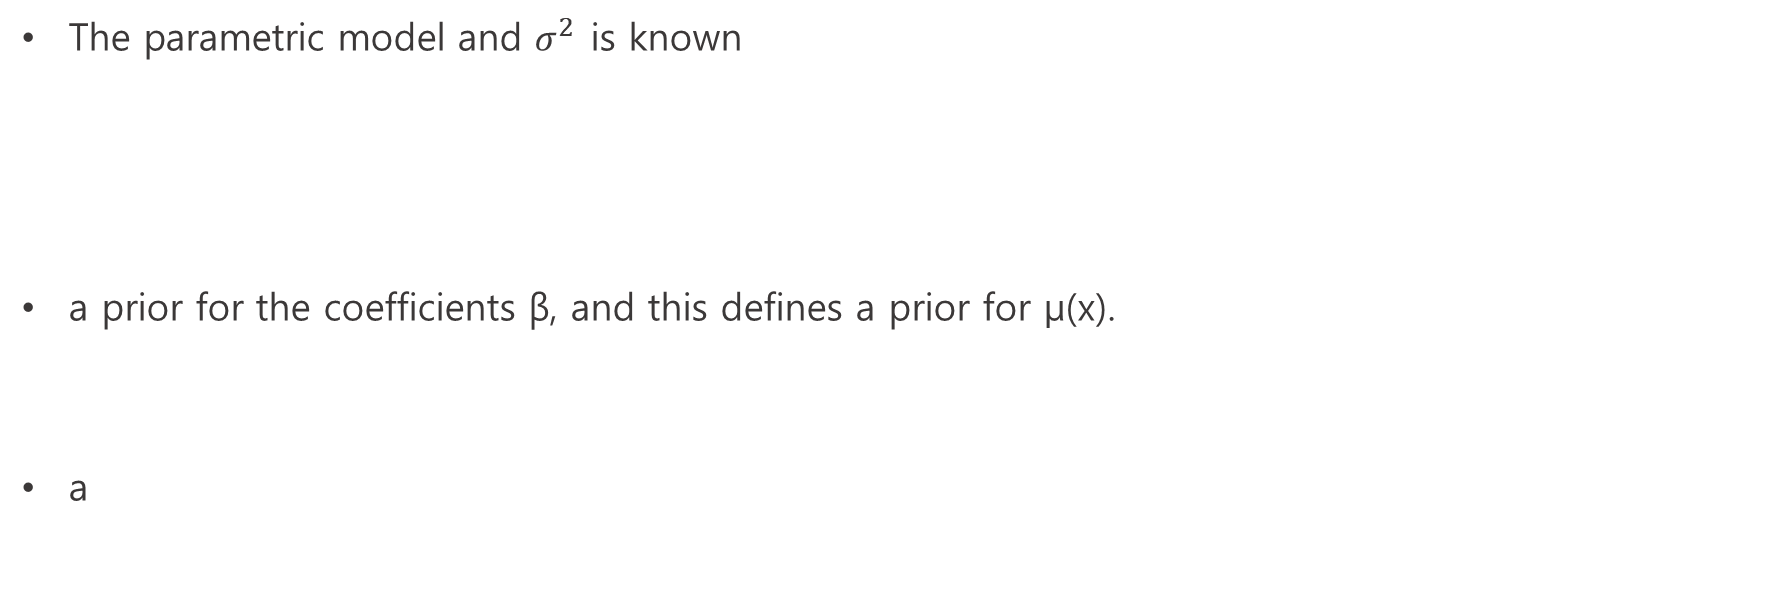 • The parametric model and σ² is known
• a prior for the coefficients β, and this defines a prior for μ(x).
• a